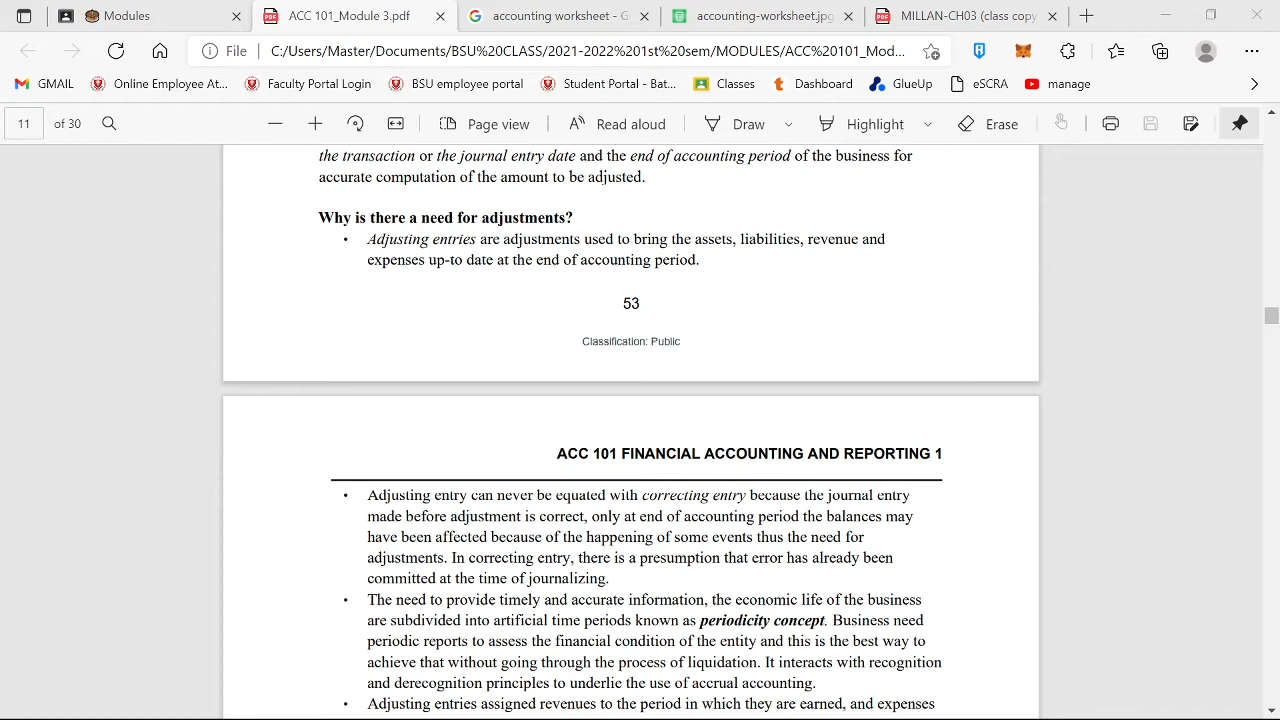 Modules
ACC 101_Module 3.pdf
accounting worksheet - G
accounting-worksheet.jpg
MILLAN-CH05 (class copy
File
C:/Users/Master/Documents/BSU%20CLASS/2021-2022%201st%20sem/MODULES/ACC%20101_Mod...
GMAIL
Online Employee At...
Faculty Portal Login
BSU employee portal
Student Portal - Bat...
Classes
Dashboard
GlueUp
eSCRA
manage
11 of 30
Page view
Read aloud
Draw
Highlight
Erase
the transaction or the journal entry date and the end of accounting period of the business for
accurate computation of the amount to be adjusted.
Why is there a need for adjustments?
• Adjusting entries are adjustments used to bring the assets, liabilities, revenue and
expenses up-to date at the end of accounting period.
53
Classification: Public
ACC 101 FINANCIAL ACCOUNTING AND REPORTING 1
• Adjusting entry can never be equated with correcting entry because the journal entry
made before adjustment is correct, only at end of accounting period the balances may
have been affected because of the happening of some events thus the need for
adjustments. In correcting entry, there is a presumption that error has already been
committed at the time of journalizing.
• The need to provide timely and accurate information, the economic life of the business
are subdivided into artificial time periods known as periodicity concept. Business need
periodic reports to assess the financial condition of the entity and this is the best way to
achieve that without going through the process of liquidation. It interacts with recognition
and derecognition principles to underlie the use of accrual accounting.
• Adjusting entries assigned revenues to the period in which they are earned, and expenses